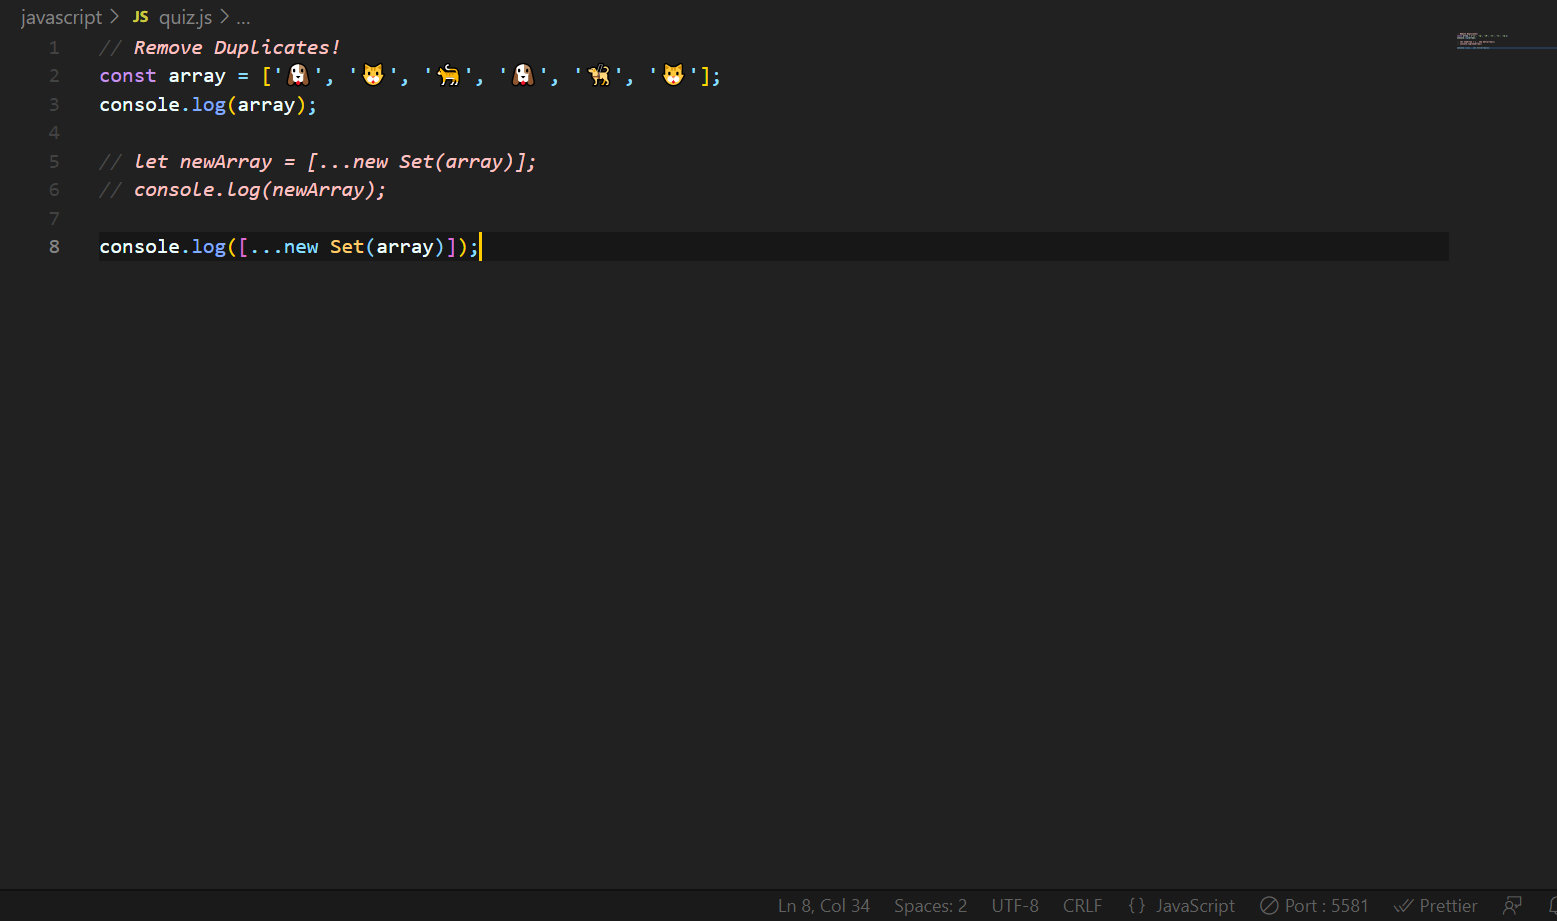 javascript > JS quiz.js > ...
1 // Remove Duplicates!
2 const array = ['🐶', '🐱', '🐈', '🐶', '🐕‍🦺', '🐱'];
3 console.log(array);
4
5 // let newArray = [...new Set(array)];
6 // console.log(newArray);
7
8 console.log([...new Set(array)]);
Ln 8, Col 34 Spaces: 2 UTF-8 CRLF {} JavaScript Port : 5581 Prettier